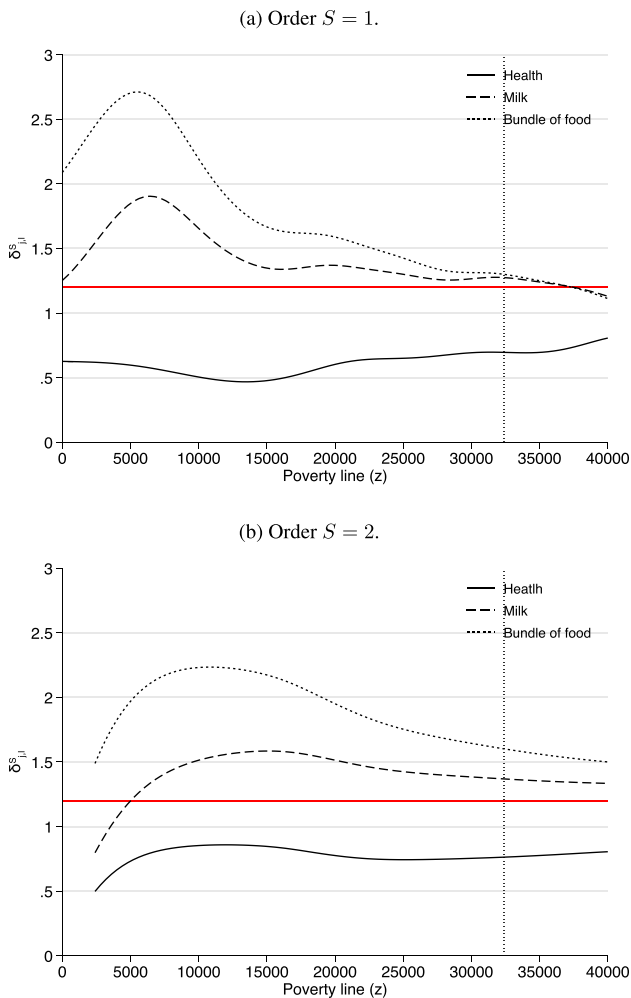 (a) Order S = 1.
3
2.5
2
1.5
1
.5
0
δ^S_{j,l}
Health
Milk
Bundle of food
0 5000 10000 15000 20000 25000 30000 35000 40000
Poverty line (z)
(b) Order S = 2.
3
2.5
2
1.5
1
.5
0
δ^S_{j,l}
Heatlh
Milk
Bundle of food
0 5000 10000 15000 20000 25000 30000 35000 40000
Poverty line (z)